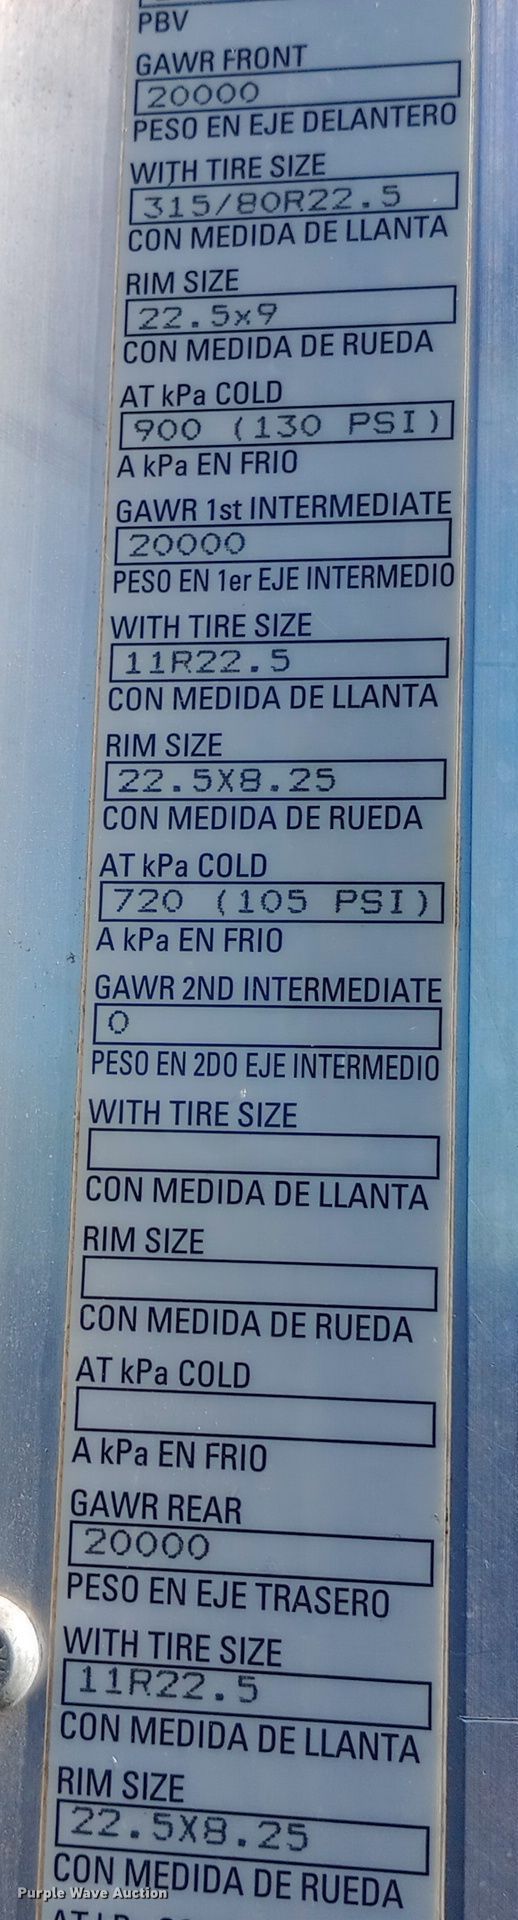 PBV
GAWR FRONT
20000
PESO EN EJE DELANTERO
WITH TIRE SIZE
315/80R22.5
CON MEDIDA DE LLANTA
RIM SIZE
22.5x9
CON MEDIDA DE RUEDA
AT kPa COLD
900 (130 PSI)
A kPa EN FRIO
GAWR 1st INTERMEDIATE
20000
PESO EN 1er EJE INTERMEDIO
WITH TIRE SIZE
11R22.5
CON MEDIDA DE LLANTA
RIM SIZE
22.5X8.25
CON MEDIDA DE RUEDA
AT kPa COLD
720 (105 PSI)
A kPa EN FRIO
GAWR 2ND INTERMEDIATE
0
PESO EN 2DO EJE INTERMEDIO
WITH TIRE SIZE
CON MEDIDA DE LLANTA
RIM SIZE
CON MEDIDA DE RUEDA
AT kPa COLD
A kPa EN FRIO
GAWR REAR
20000
PESO EN EJE TRASERO
WITH TIRE SIZE
11R22.5
CON MEDIDA DE LLANTA
RIM SIZE
22.5X8.25
CON MEDIDA DE RUEDA
Purple Wave Auction